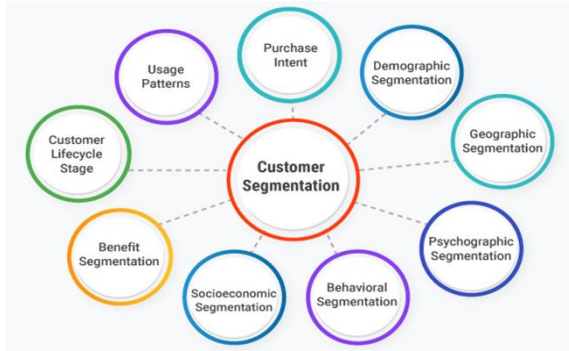 Purchase
Intent
Demographic
Segmentation
Usage
Patterns
Geographic
Segmentation
Customer
Lifecycle
Stage
Customer
Segmentation
Psychographic
Segmentation
Benefit
Segmentation
Behavioral
Segmentation
Socioeconomic
Segmentation